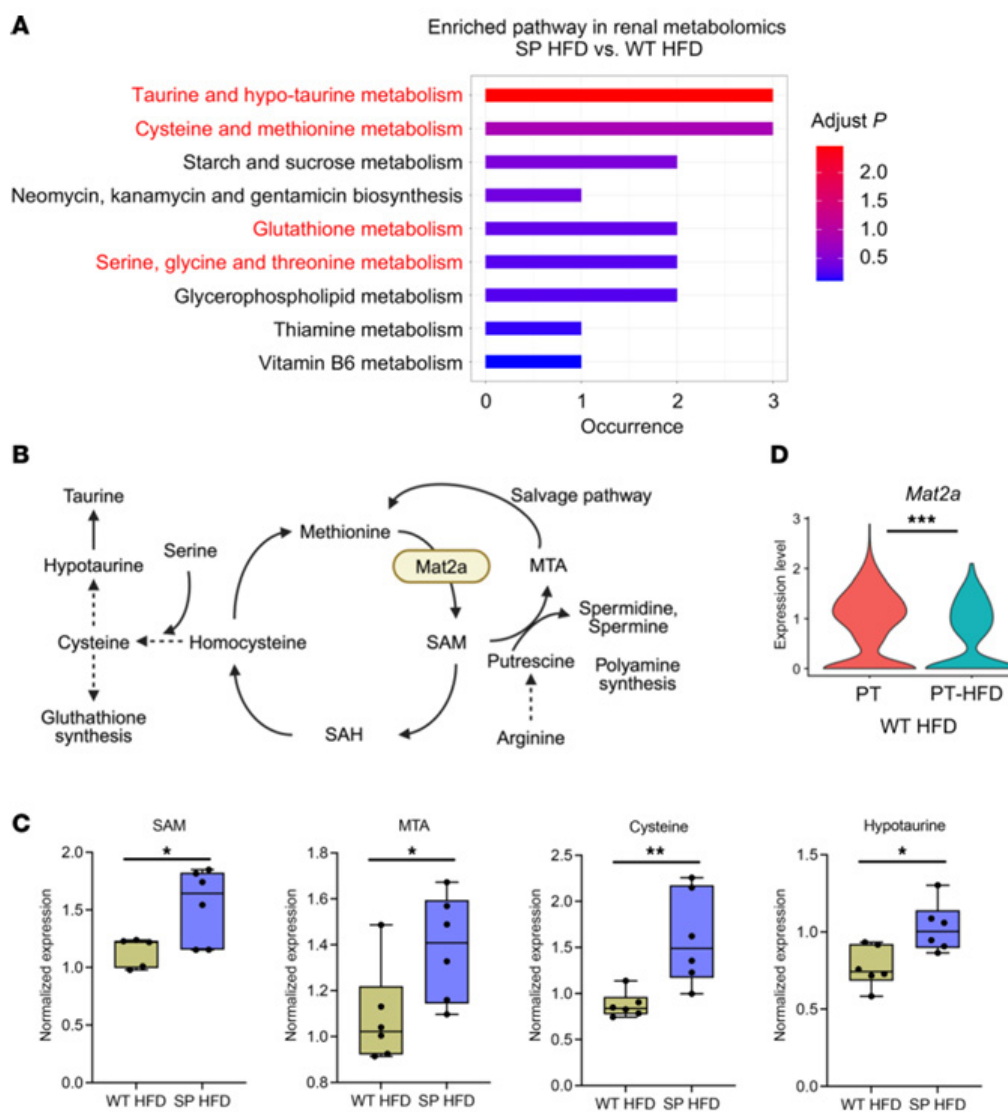 A
Enriched pathway in renal metabolomics
SP HFD vs. WT HFD
Taurine and hypo-taurine metabolism
Cysteine and methionine metabolism
Starch and sucrose metabolism
Neomycin, kanamycin and gentamicin biosynthesis
Glutathione metabolism
Serine, glycine and threonine metabolism
Glycerophospholipid metabolism
Thiamine metabolism
Vitamin B6 metabolism
0 1 2 3
Occurrence
Adjust P
2.0
1.5
1.0
0.5
B
Taurine
Hypotaurine
Serine
Cysteine
Homocysteine
Gluthathione
synthesis
Methionine
Mat2a
SAM
SAH
Salvage pathway
MTA
Spermidine,
Spermine
Putrescine
Polyamine
synthesis
Arginine
D
Mat2a
***
Expression level
3
2
1
0
PT PT-HFD
WT HFD
C
SAM
*
Normalized expression
2.0
1.5
1.0
0.5
0.0
WT HFD SP HFD
MTA
*
Normalized expression
1.8
1.6
1.4
1.2
1.0
0.8
WT HFD SP HFD
Cysteine
**
Normalized expression
2.5
2.0
1.5
1.0
0.5
0.0
WT HFD SP HFD
Hypotaurine
*
Normalized expression
1.5
1.0
0.5
0.0
WT HFD SP HFD